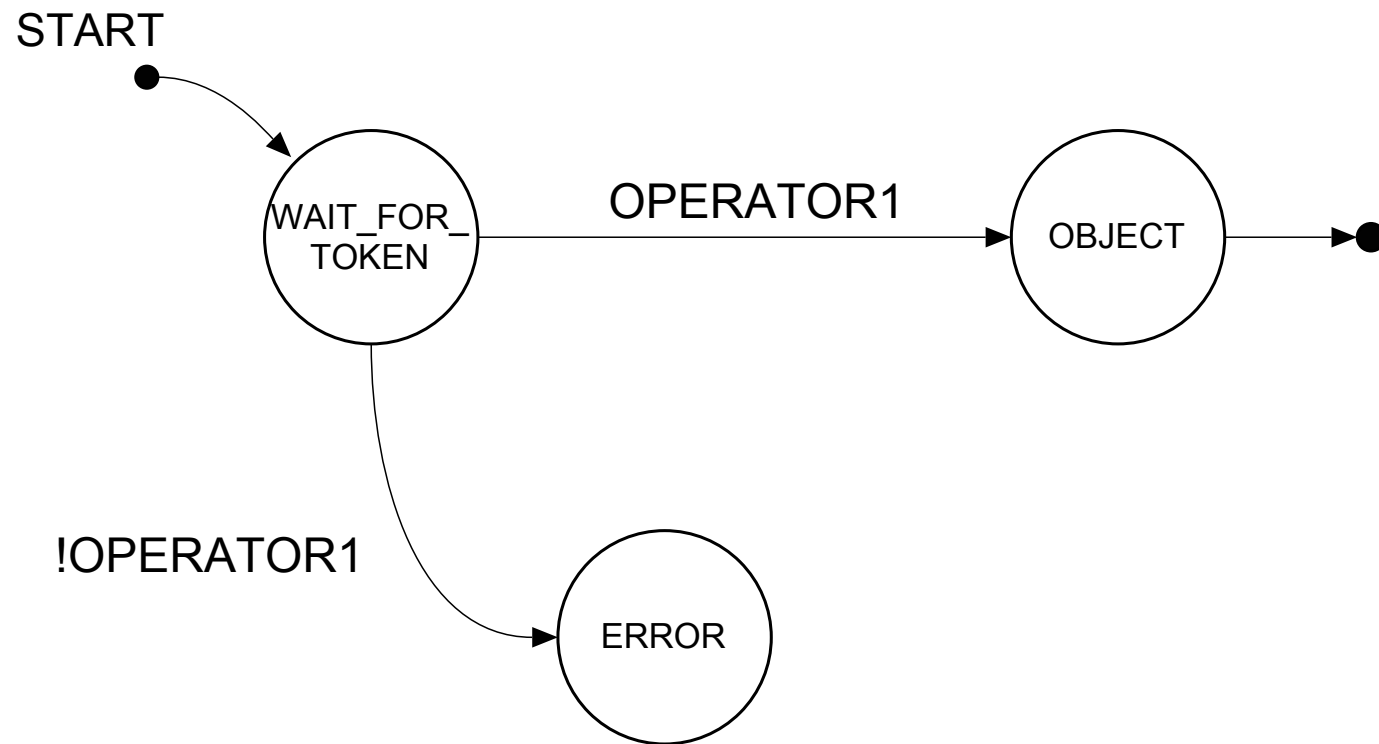 START
WAIT_FOR_
TOKEN
OPERATOR1
OBJECT
!OPERATOR1
ERROR